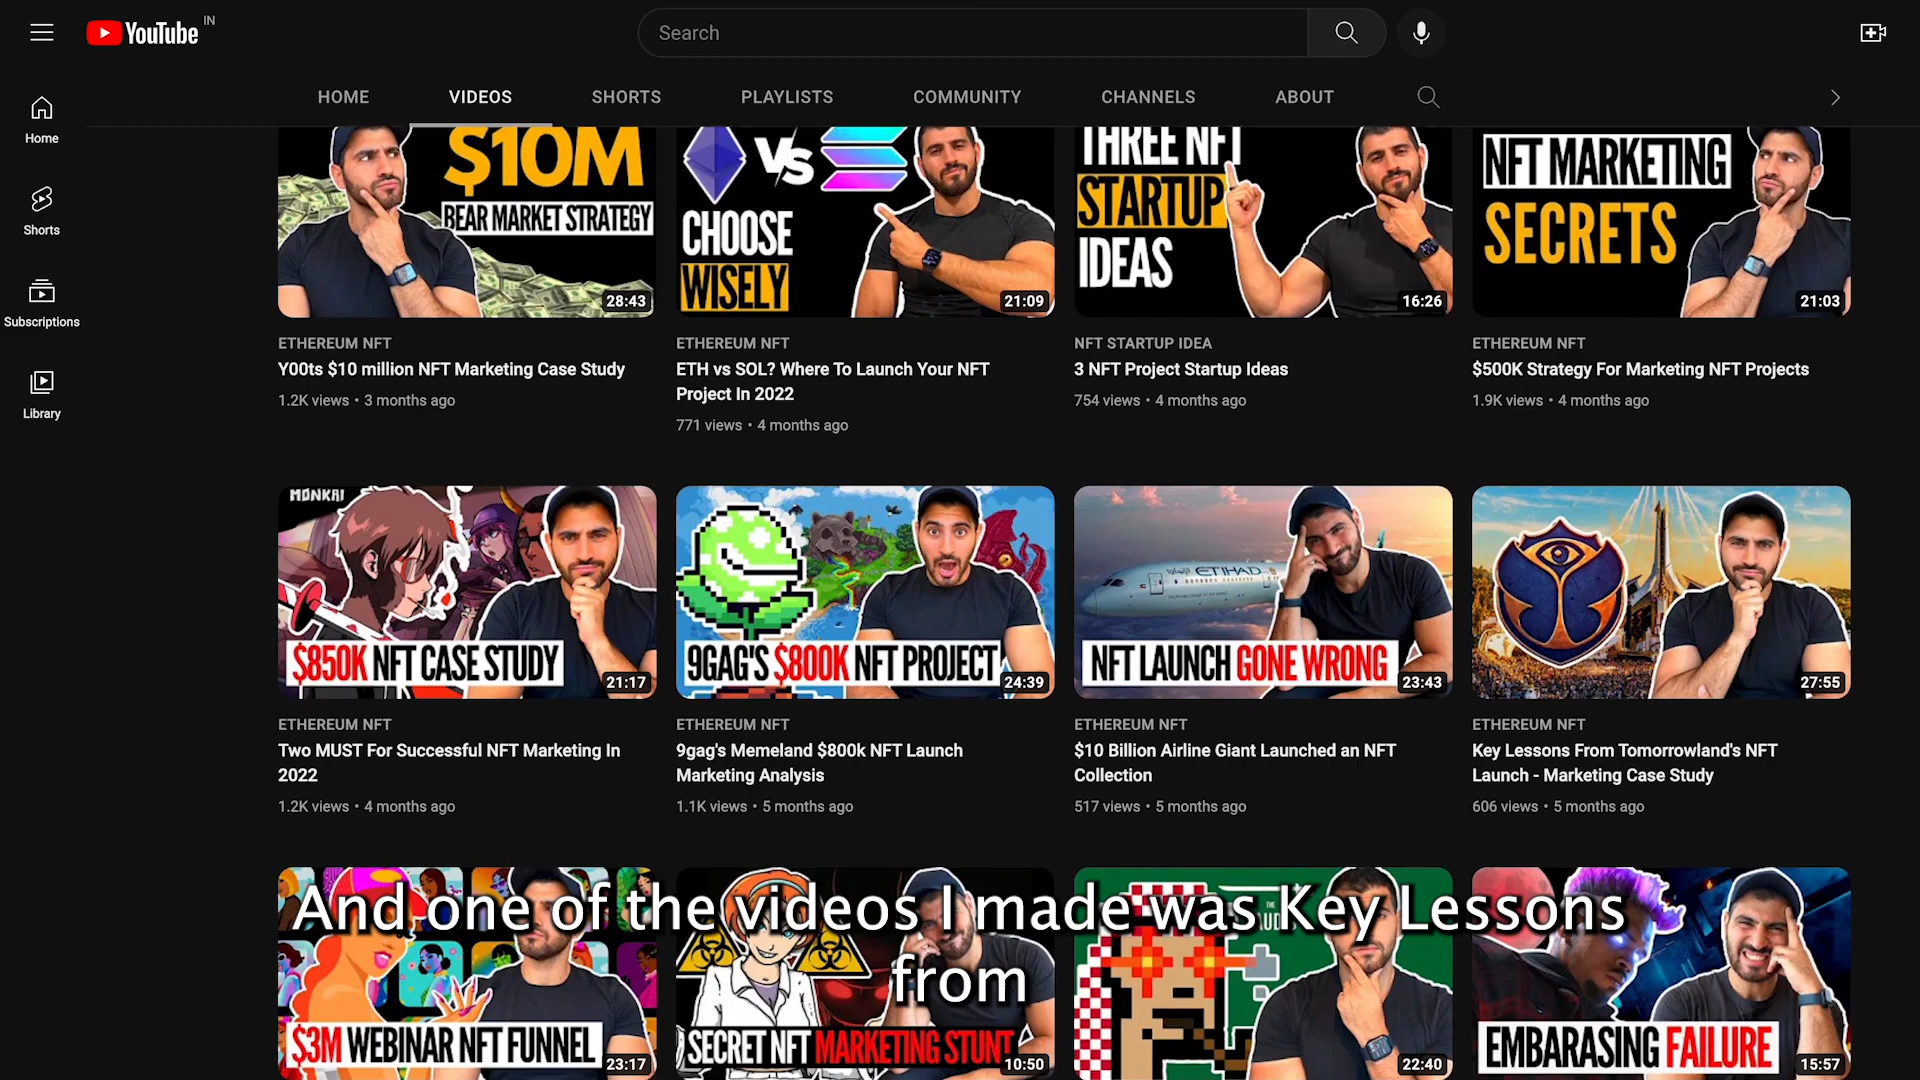 YouTube IN
Search
HOME
VIDEOS
SHORTS
PLAYLISTS
COMMUNITY
CHANNELS
ABOUT
Home
Shorts
Subscriptions
Library
$10M
BEAR MARKET STRATEGY
28:43
VS
CHOOSE
WISELY
21:09
THREE NFT
STARTUP
IDEAS
16:26
NFT MARKETING
SECRETS
21:03
ETHEREUM NFT
Y00ts $10 million NFT Marketing Case Study
1.2K views • 3 months ago
ETHEREUM NFT
ETH vs SOL? Where To Launch Your NFT
Project In 2022
771 views • 4 months ago
NFT STARTUP IDEA
3 NFT Project Startup Ideas
754 views • 4 months ago
ETHEREUM NFT
$500K Strategy For Marketing NFT Projects
1.9K views • 4 months ago
MONKAI
$850K NFT CASE STUDY
21:17
9GAG'S $800K NFT PROJECT
24:39
ETIHAD
NFT LAUNCH GONE WRONG
23:43
27:55
ETHEREUM NFT
Two MUST For Successful NFT Marketing In
2022
1.2K views • 4 months ago
ETHEREUM NFT
9gag's Memeland $800k NFT Launch
Marketing Analysis
1.1K views • 5 months ago
ETHEREUM NFT
$10 Billion Airline Giant Launched an NFT
Collection
517 views • 5 months ago
ETHEREUM NFT
Key Lessons From Tomorrowland's NFT
Launch - Marketing Case Study
606 views • 5 months ago
And one of the videos I made was Key Lessons
from
$3M WEBINAR NFT FUNNEL
23:17
SECRET NFT MARKETING STUNT
10:50
22:40
EMBARASING FAILURE
15:57